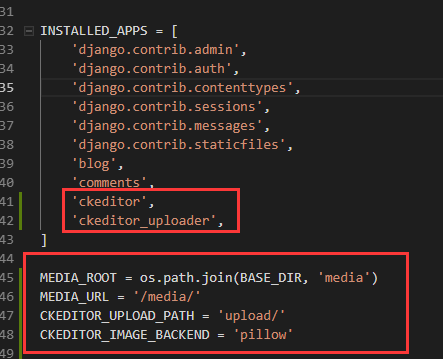 31
32 INSTALLED_APPS = [
33 'django.contrib.admin',
34 'django.contrib.auth',
35 'django.contrib.contenttypes',
36 'django.contrib.sessions',
37 'django.contrib.messages',
38 'django.contrib.staticfiles',
39 'blog',
40 'comments',
41 'ckeditor',
42 'ckeditor_uploader',
43 ]
44
45 MEDIA_ROOT = os.path.join(BASE_DIR, 'media')
46 MEDIA_URL = '/media/'
47 CKEDITOR_UPLOAD_PATH = 'upload/'
48 CKEDITOR_IMAGE_BACKEND = 'pillow'
49